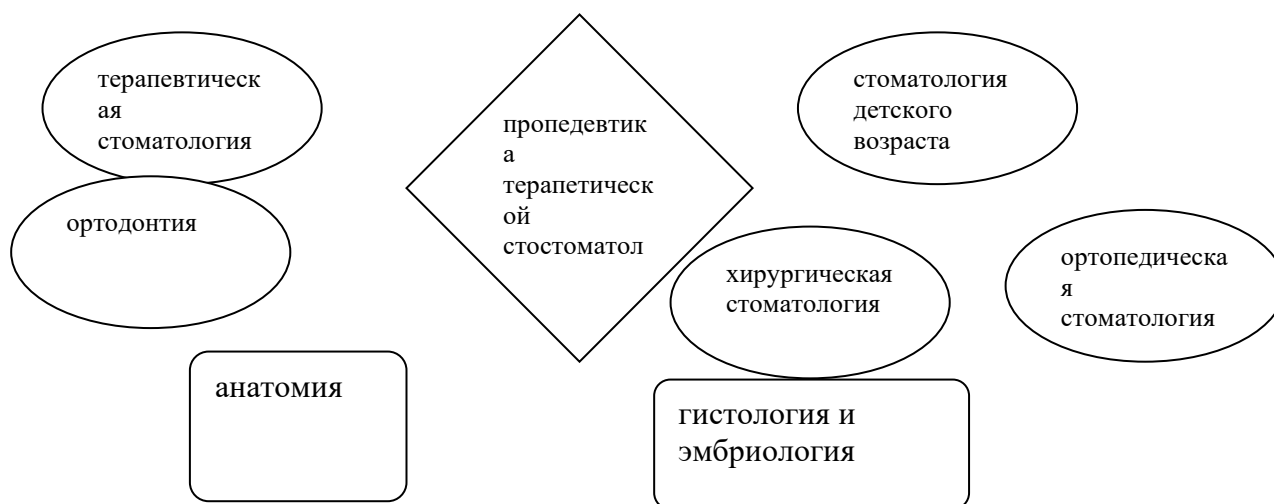 терапевтическ
ая
стоматология
пропедевтик
а
терапетическ
ой
стостоматол
стоматология
детского
возраста
ортодонтия
хирургическая
стоматология
ортопедическа
я
стоматология
анатомия
гистология и
эмбриология